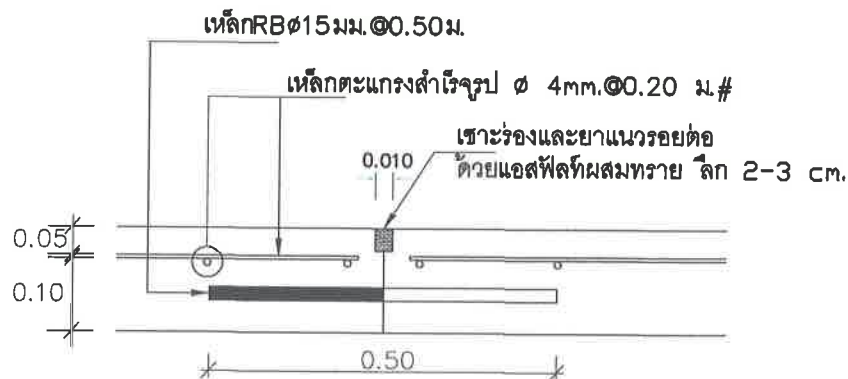 เหล็กRBø15มม.@0.50ม.
เหล็กตะแกรงสำเร็จรูป ø 4mm.@0.20 ม.#
เซาะร่องและยาแนวรอยต่อ
ด้วยแอสฟัลท์ผสมทราย ลึก 2-3 cm.
0.010
0.05
0.10
0.50